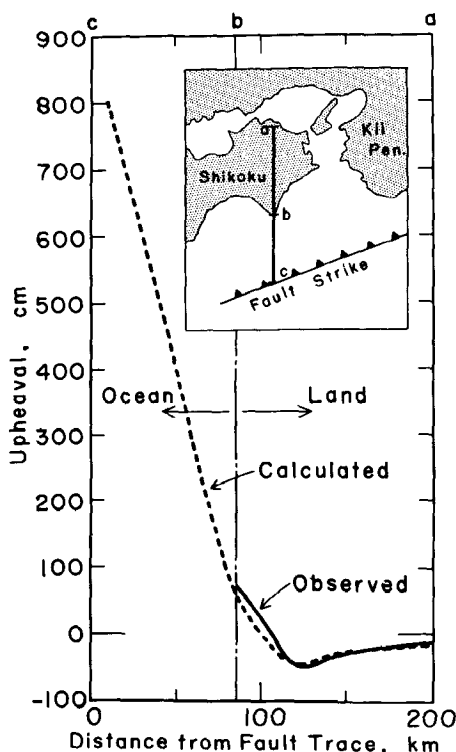 c b a
900
800
700
600
500
400
300
200
100
0
-100
Upheaval, cm
a
b
c
Shikoku
Kii
Pen.
Fault Strike
Ocean
Land
Calculated
Observed
0 100 200
Distance from Fault Trace, km